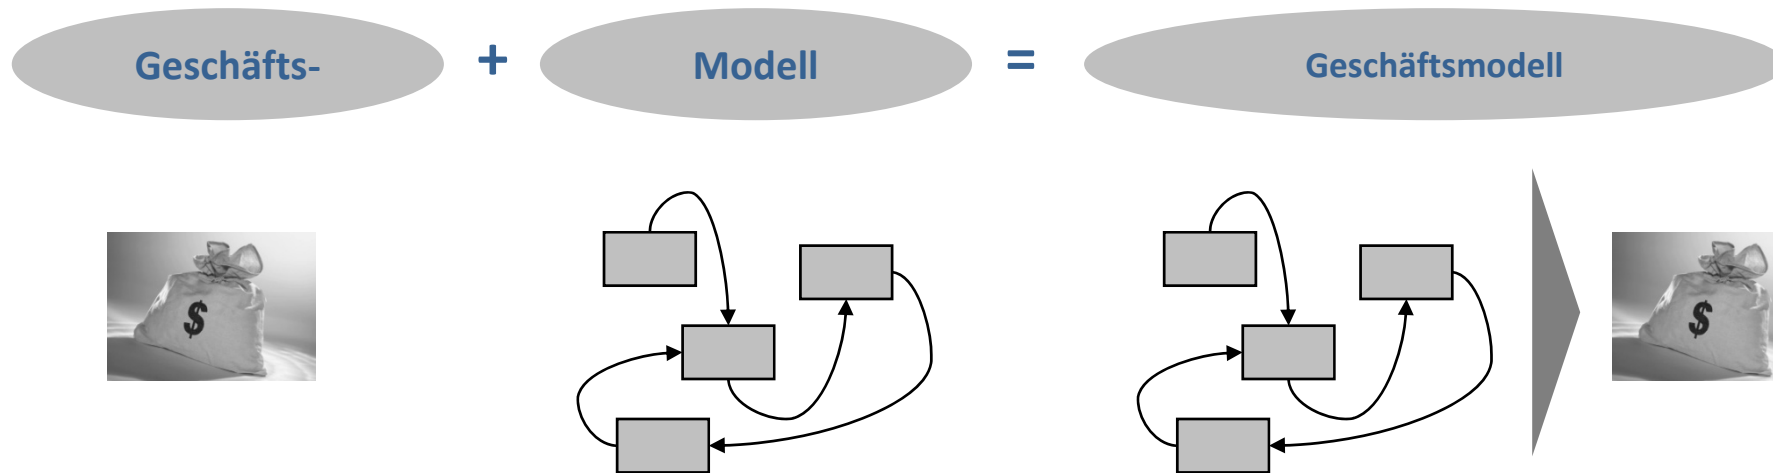 Geschäfts- + Modell = Geschäftsmodell
$ $